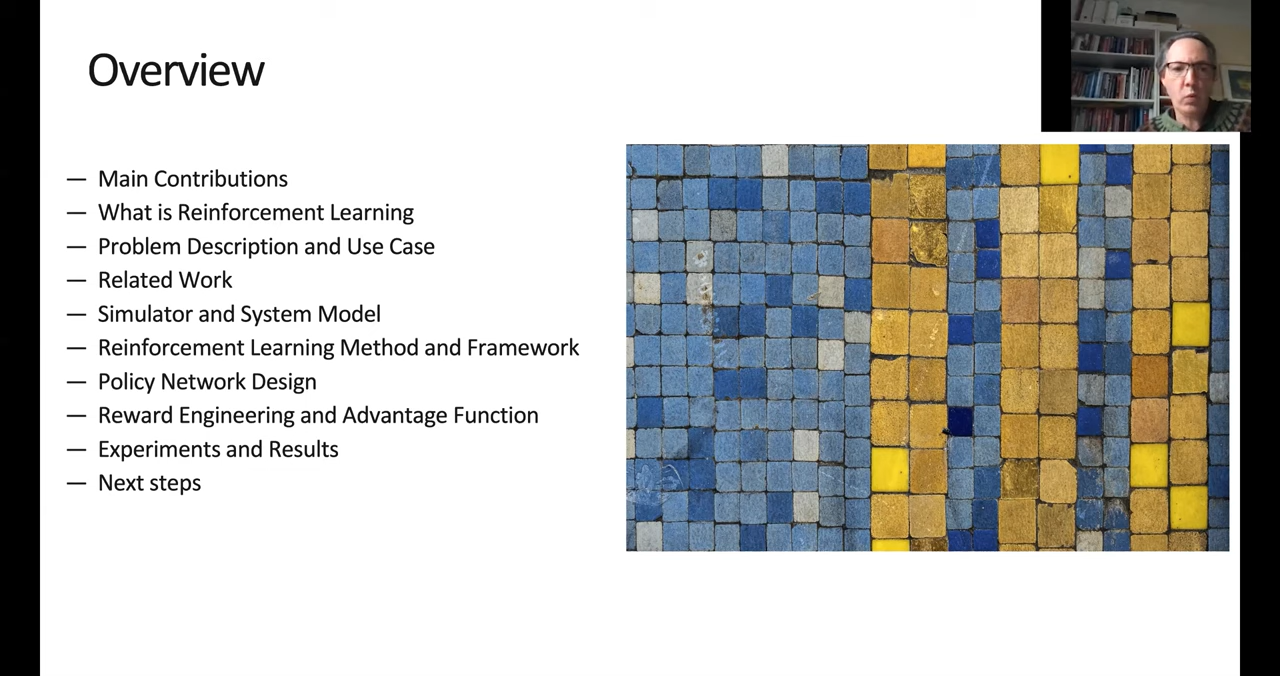 Overview
— Main Contributions
— What is Reinforcement Learning
— Problem Description and Use Case
— Related Work
— Simulator and System Model
— Reinforcement Learning Method and Framework
— Policy Network Design
— Reward Engineering and Advantage Function
— Experiments and Results
— Next steps